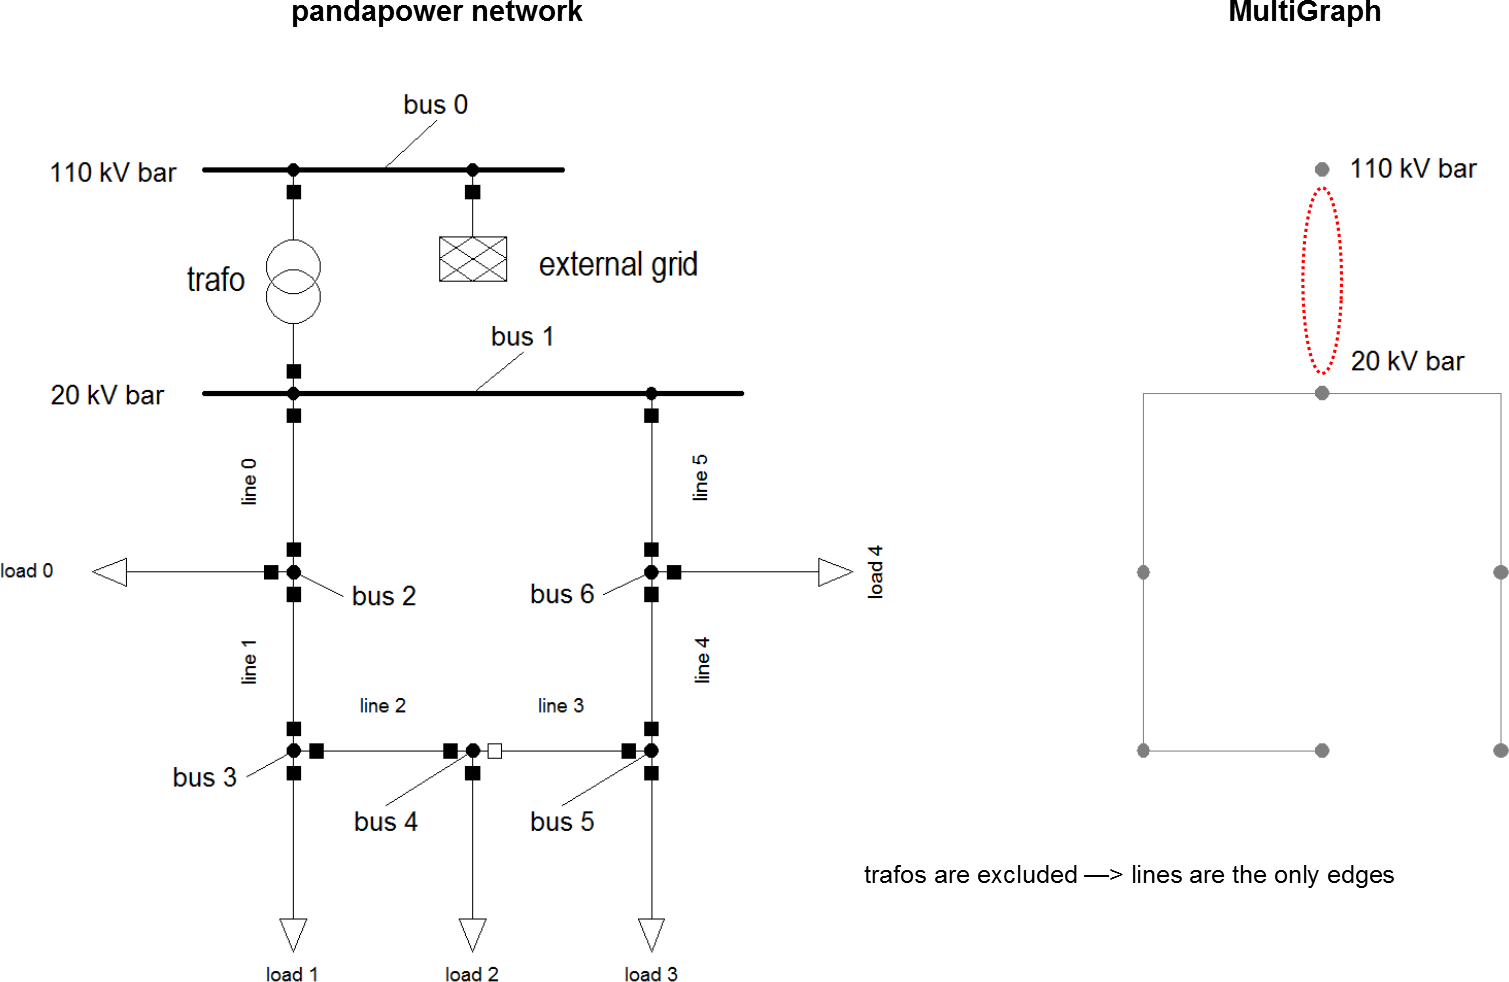 pandapower network
MultiGraph
bus 0
110 kV bar
110 kV bar
trafo
external grid
bus 1
20 kV bar
20 kV bar
line 0
line 5
load 0
load 4
bus 2
bus 6
line 1
line 4
line 2
line 3
bus 3
bus 4
bus 5
trafos are excluded —> lines are the only edges
load 1
load 2
load 3